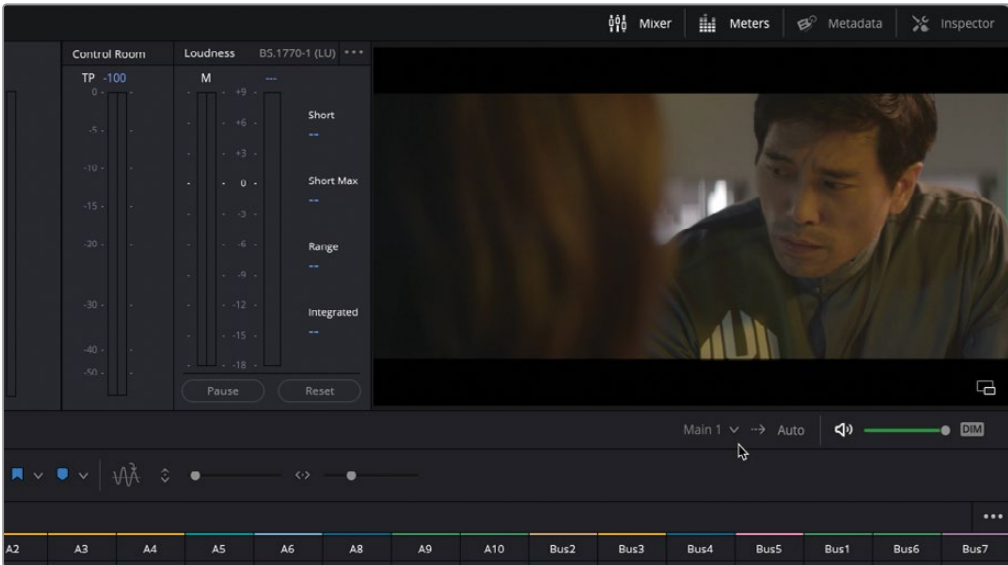 Mixer Meters Metadata Inspector
Control Room Loudness BS.1770-1 (LU) •••
TP -100 M ---
0 +9
-5 +6 Short
--
-10 +3
0 Short Max
-15 --
-3
-20 -6 Range
--
-9
-30 -12 Integrated
-15 --
-40
-50 -18
Pause Reset
Main 1 Auto DIM
•••
A2 A3 A4 A5 A6 A8 A9 A10 Bus2 Bus3 Bus4 Bus5 Bus1 Bus6 Bus7